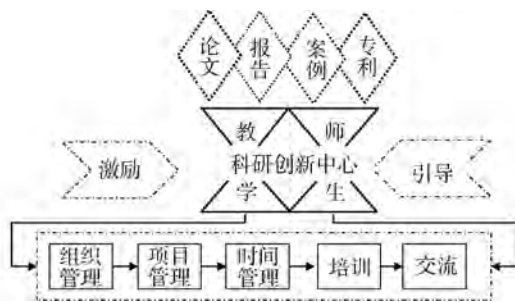 论文
报告
案例
专利
教 师
激励
科研创新中心
引导
学 生
组织
管理
项目
管理
时间
管理
培训
交流